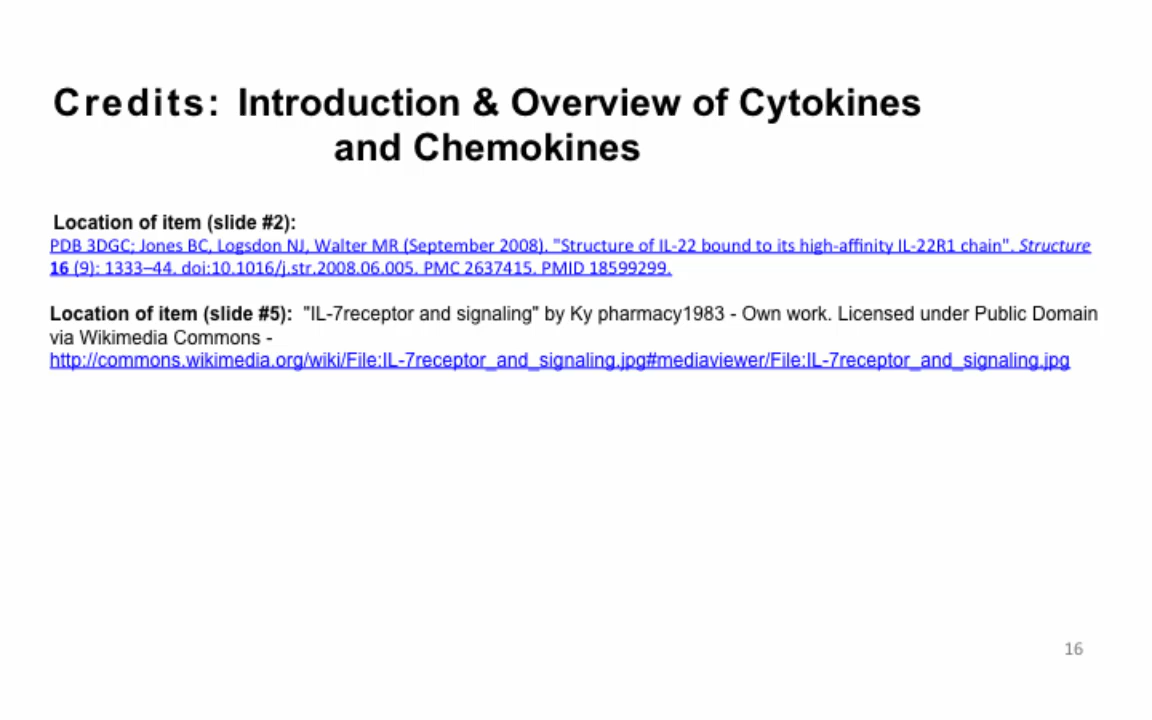 Credits: Introduction & Overview of Cytokines
and Chemokines
Location of item (slide #2):
PDB 3DGC; Jones BC, Logsdon NJ, Walter MR (September 2008). "Structure of IL-22 bound to its high-affinity IL-22R1 chain". Structure
16 (9): 1333–44. doi:10.1016/j.str.2008.06.005. PMC 2637415. PMID 18599299.
Location of item (slide #5): "IL-7receptor and signaling" by Ky pharmacy1983 - Own work. Licensed under Public Domain
via Wikimedia Commons -
http://commons.wikimedia.org/wiki/File:IL-7receptor_and_signaling.jpg#mediaviewer/File:IL-7receptor_and_signaling.jpg
16